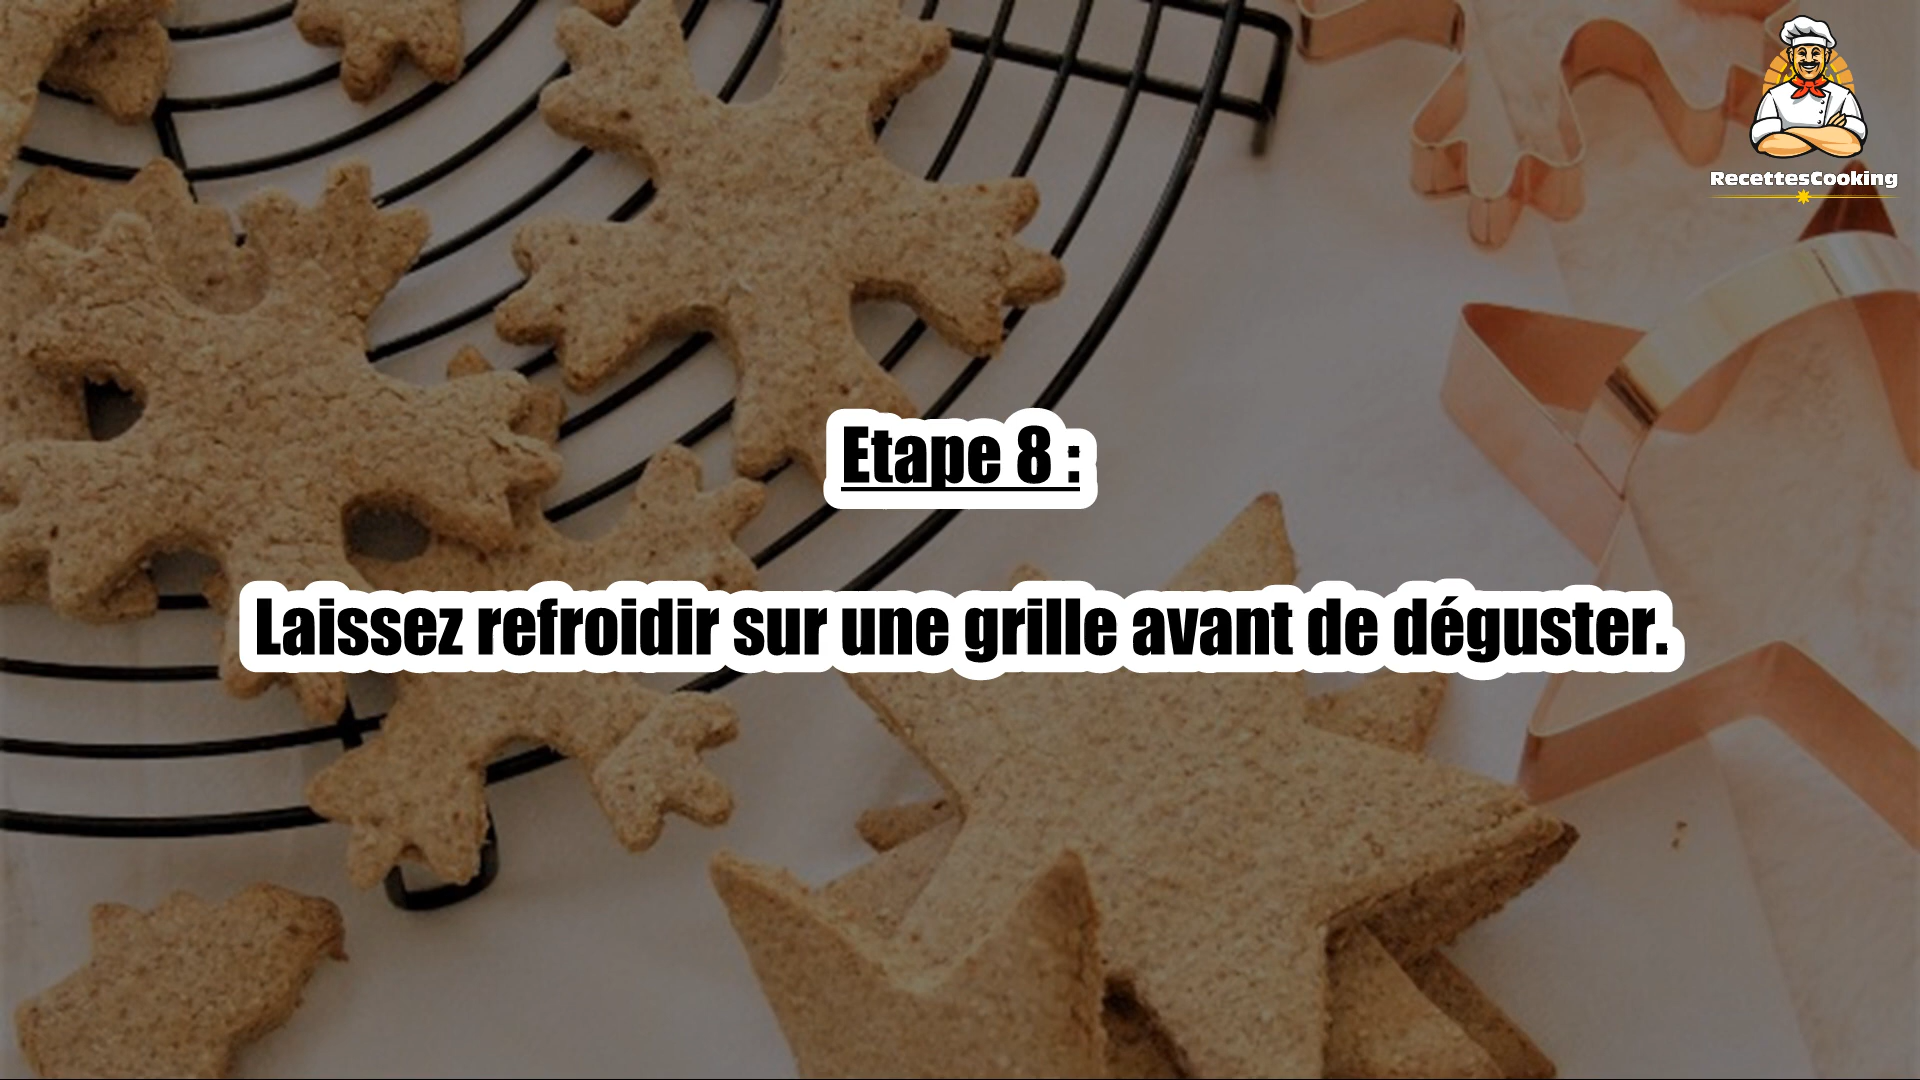 RecettesCooking
Etape 8 :
Laissez refroidir sur une grille avant de déguster.